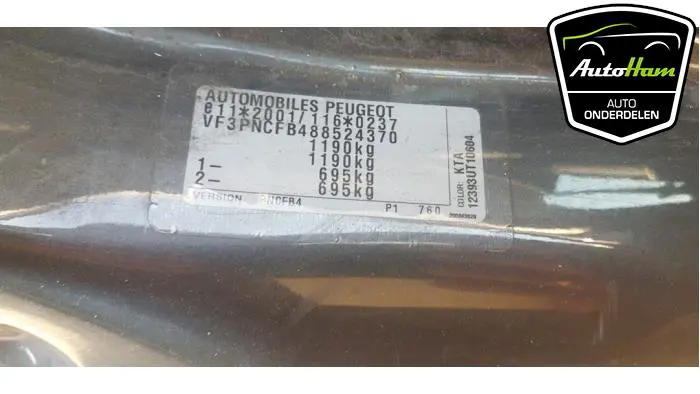 AUTOMOBILES PEUGEOT
e11*2001/116*0237
VF3PNCFB488524370
1190kg
1190kg
1– 695kg
2– 695kg
VERSION PNCFB4 P1 760
COLOR: KTA
12393UT10604
AutoHam
AUTO
ONDERDELEN